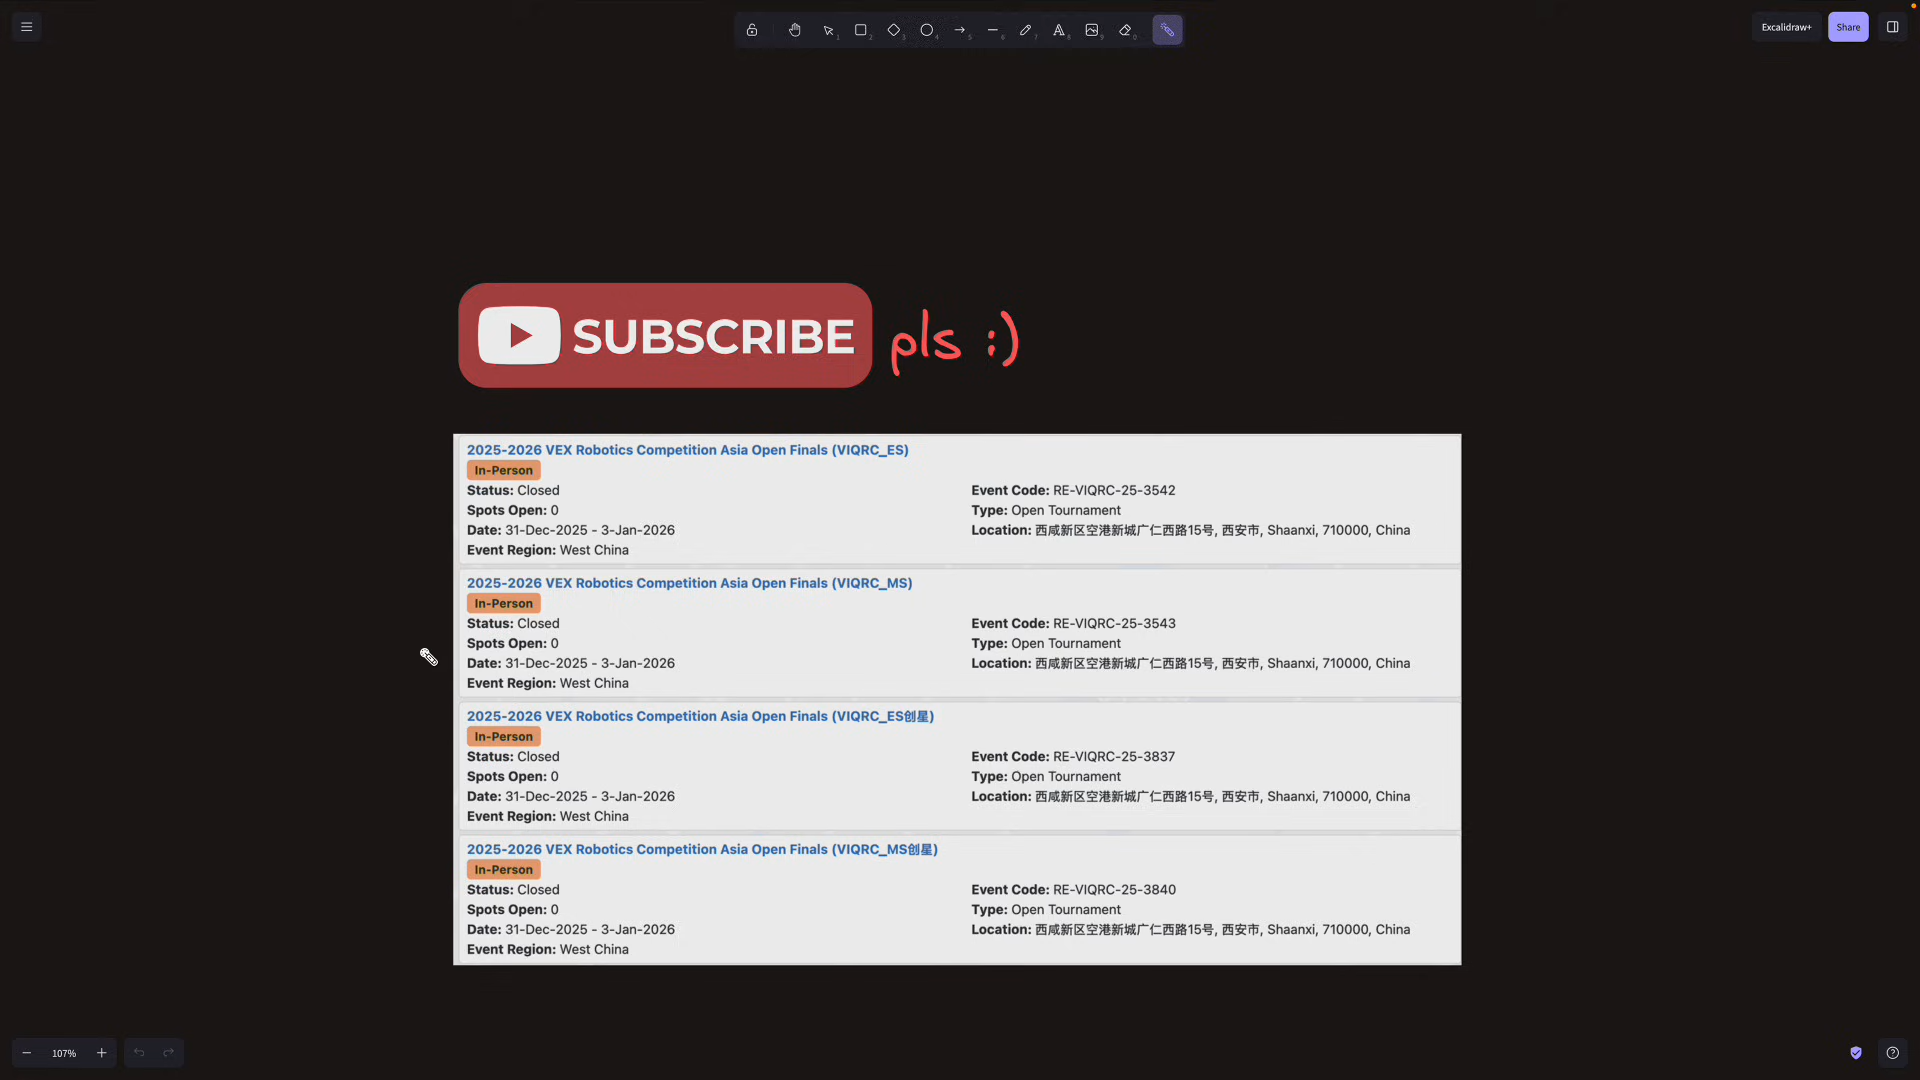 Excalidraw+
Share
SUBSCRIBE pls :)
2025-2026 VEX Robotics Competition Asia Open Finals (VIQRC_ES)
In-Person
Status: Closed
Event Code: RE-VIQRC-25-3542
Spots Open: 0
Type: Open Tournament
Date: 31-Dec-2025 - 3-Jan-2026
Location: 西咸新区空港新城广仁西路15号, 西安市, Shaanxi, 710000, China
Event Region: West China
2025-2026 VEX Robotics Competition Asia Open Finals (VIQRC_MS)
In-Person
Status: Closed
Event Code: RE-VIQRC-25-3543
Spots Open: 0
Type: Open Tournament
Date: 31-Dec-2025 - 3-Jan-2026
Location: 西咸新区空港新城广仁西路15号, 西安市, Shaanxi, 710000, China
Event Region: West China
2025-2026 VEX Robotics Competition Asia Open Finals (VIQRC_ES创星)
In-Person
Status: Closed
Event Code: RE-VIQRC-25-3837
Spots Open: 0
Type: Open Tournament
Date: 31-Dec-2025 - 3-Jan-2026
Location: 西咸新区空港新城广仁西路15号, 西安市, Shaanxi, 710000, China
Event Region: West China
2025-2026 VEX Robotics Competition Asia Open Finals (VIQRC_MS创星)
In-Person
Status: Closed
Event Code: RE-VIQRC-25-3840
Spots Open: 0
Type: Open Tournament
Date: 31-Dec-2025 - 3-Jan-2026
Location: 西咸新区空港新城广仁西路15号, 西安市, Shaanxi, 710000, China
Event Region: West China
107%